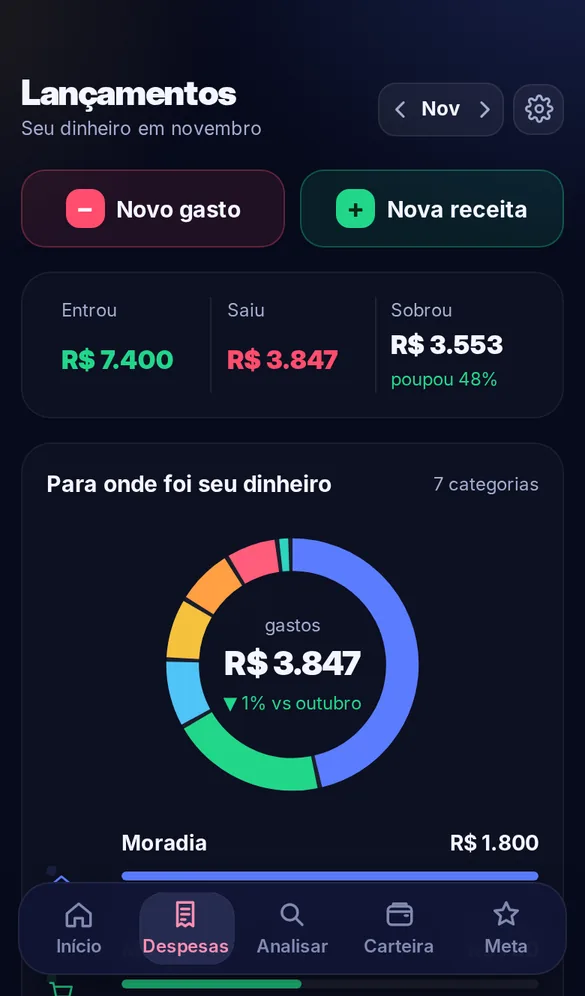 Lançamentos
Seu dinheiro em novembro
Nov
Novo gasto
Nova receita
Entrou
R$ 7.400
Saiu
R$ 3.847
Sobrou
R$ 3.553
poupou 48%
Para onde foi seu dinheiro
7 categorias
gastos
R$ 3.847
▼ 1% vs outubro
Moradia
R$ 1.800
Início
Despesas
Analisar
Carteira
Meta